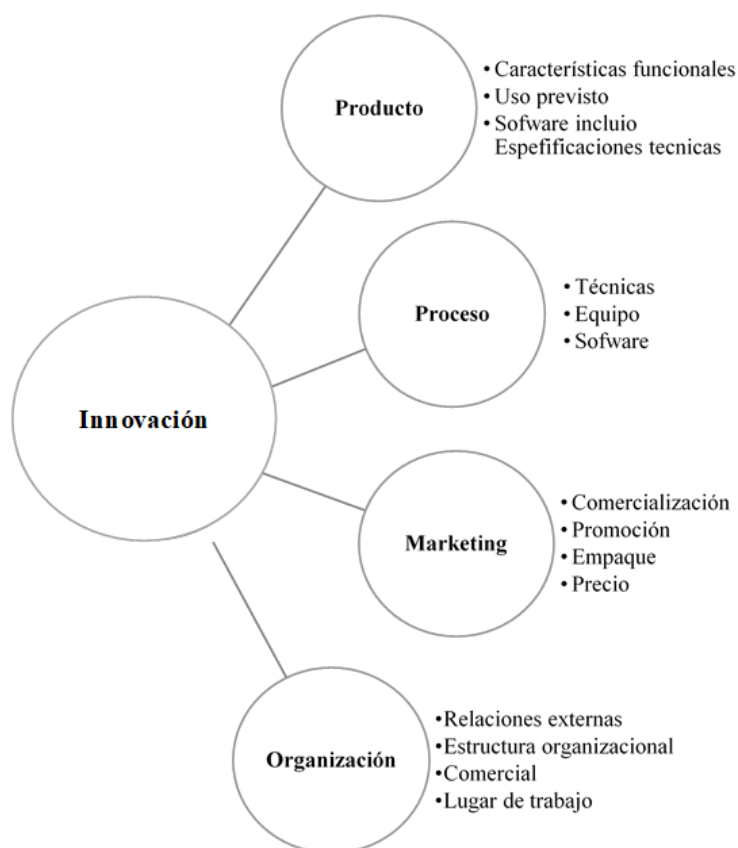 Producto
• Características funcionales
• Uso previsto
• Sofware incluio
Espefificaciones tecnicas
Proceso
• Técnicas
• Equipo
• Sofware
Innovación
Marketing
• Comercialización
• Promoción
• Empaque
• Precio
Organización
•Relaciones externas
•Estructura organizacional
•Comercial
•Lugar de trabajo